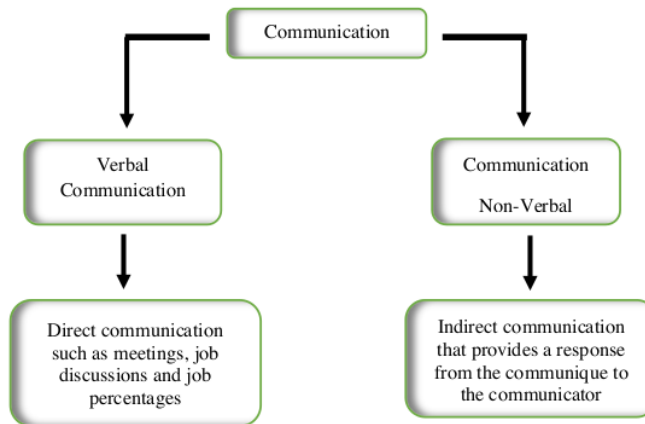 Communication
Verbal
Communication
Communication
Non-Verbal
Direct communication
such as meetings, job
discussions and job
percentages
Indirect communication
that provides a response
from the communique to
the communicator